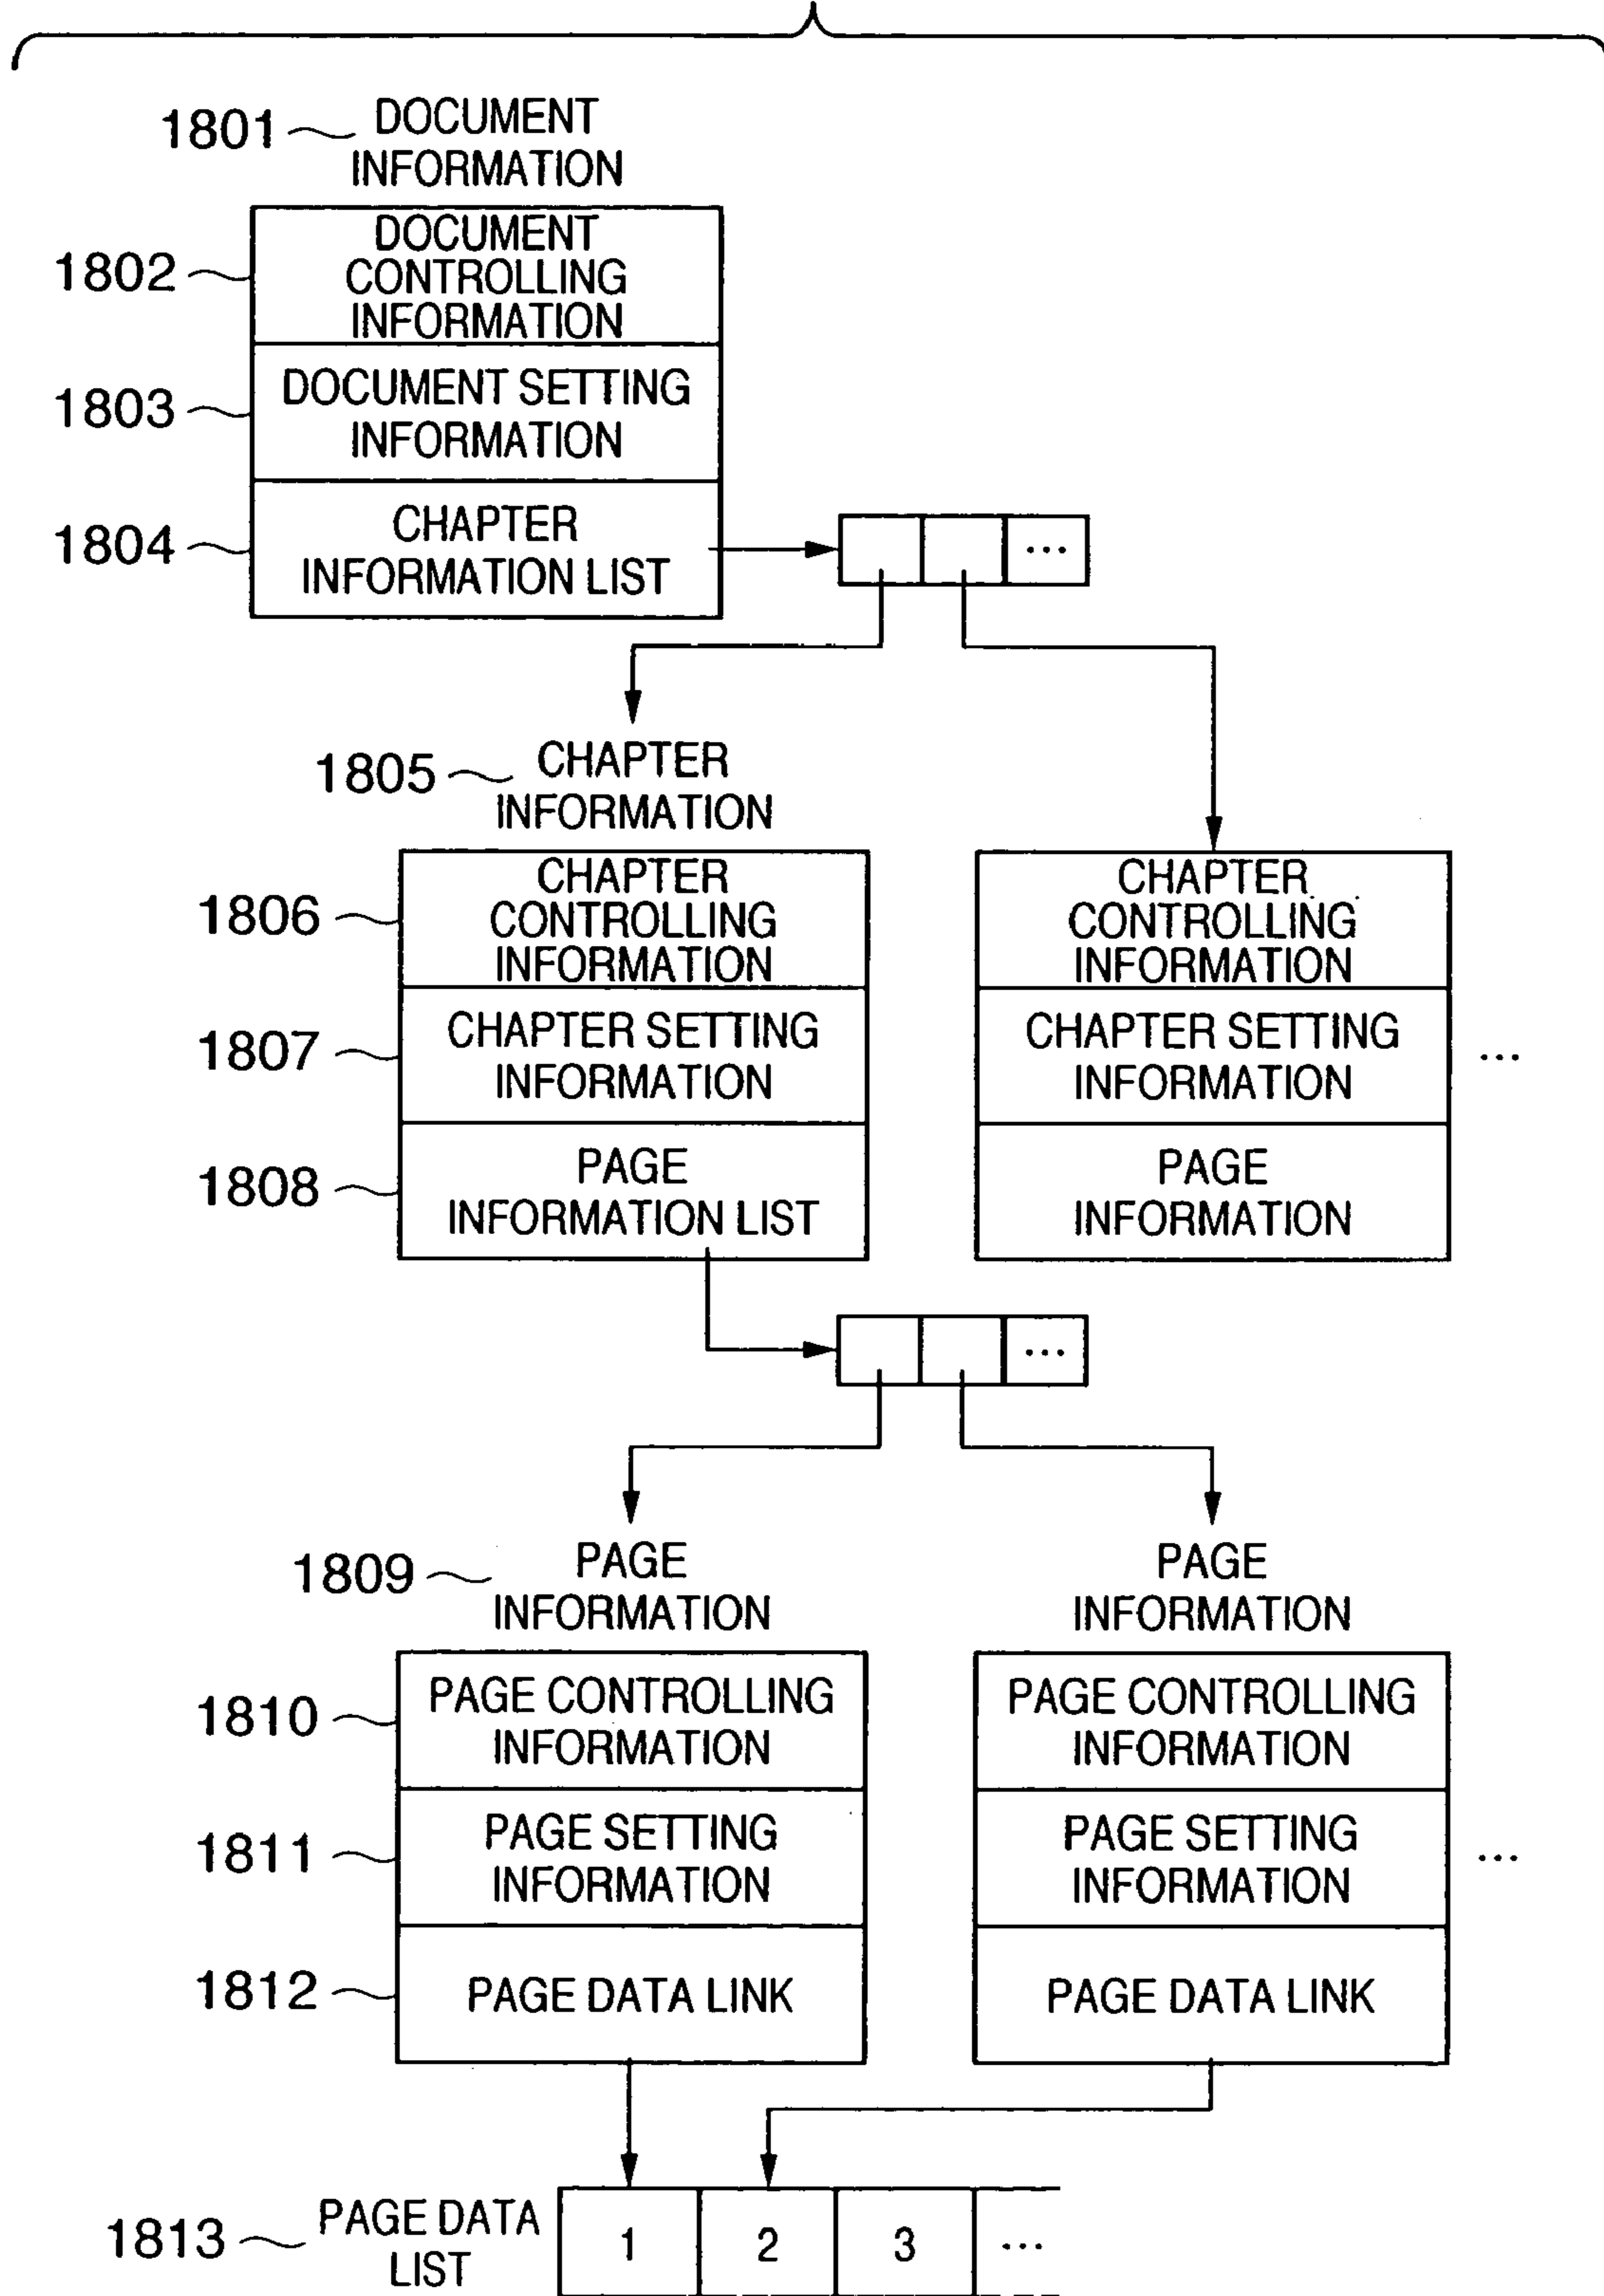 1801 DOCUMENT
INFORMATION
DOCUMENT
1802 CONTROLLING
INFORMATION
1803 DOCUMENT SETTING
INFORMATION
1804 CHAPTER
INFORMATION LIST
...
1805 CHAPTER
INFORMATION
CHAPTER
1806 CONTROLLING
INFORMATION
CHAPTER
CONTROLLING
INFORMATION
1807 CHAPTER SETTING
INFORMATION
CHAPTER SETTING
INFORMATION
...
1808 PAGE
INFORMATION LIST
PAGE
INFORMATION
...
1809 PAGE
INFORMATION
PAGE
INFORMATION
1810 PAGE CONTROLLING
INFORMATION
PAGE CONTROLLING
INFORMATION
1811 PAGE SETTING
INFORMATION
PAGE SETTING
INFORMATION
...
1812 PAGE DATA LINK
PAGE DATA LINK
1813 PAGE DATA
LIST
1 2 3 ...